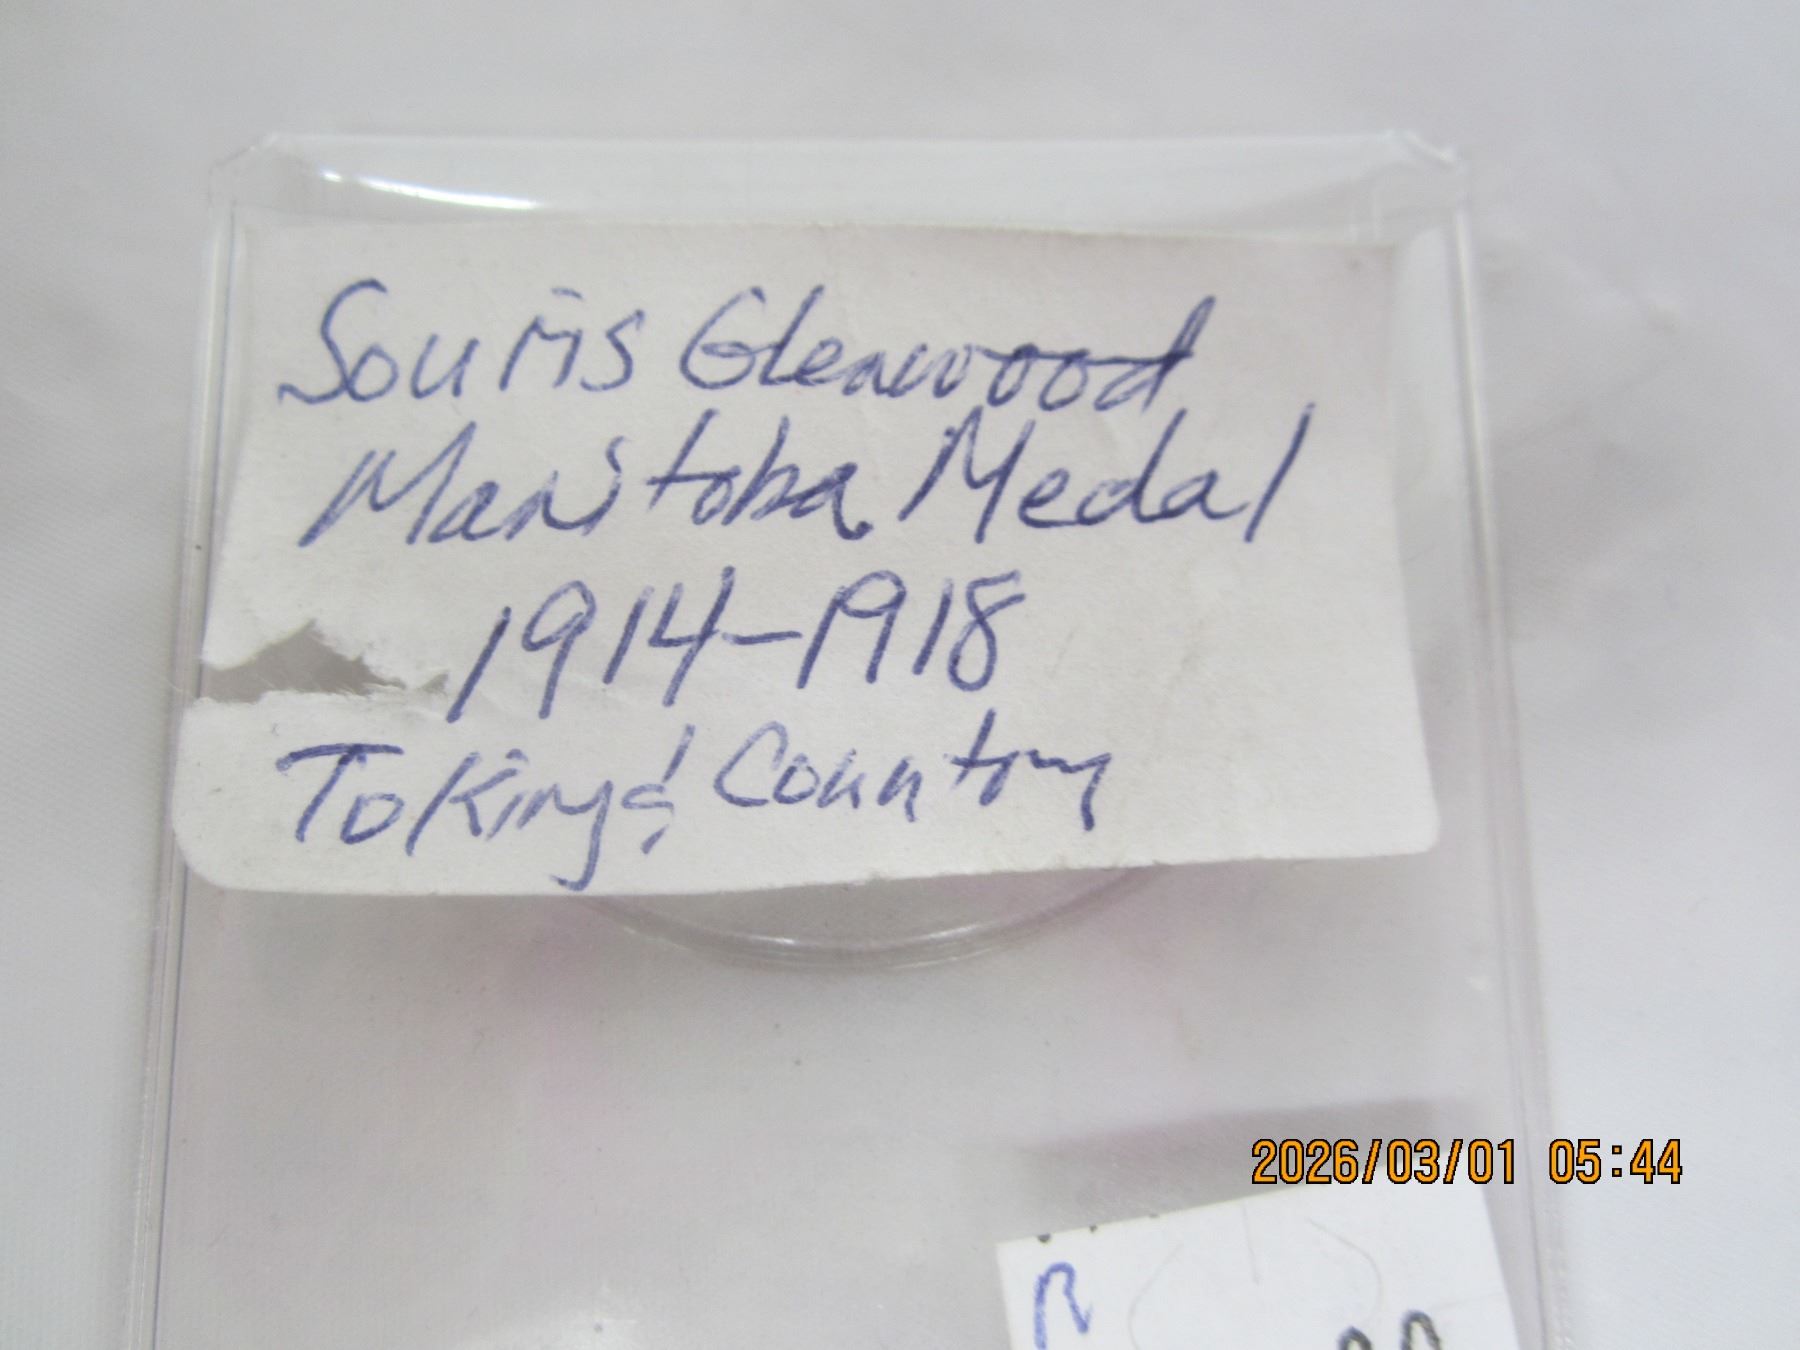 Souris Glenwood
Manitoba Medal
1914-1918
To King & Country
2026/03/01 05:44
R